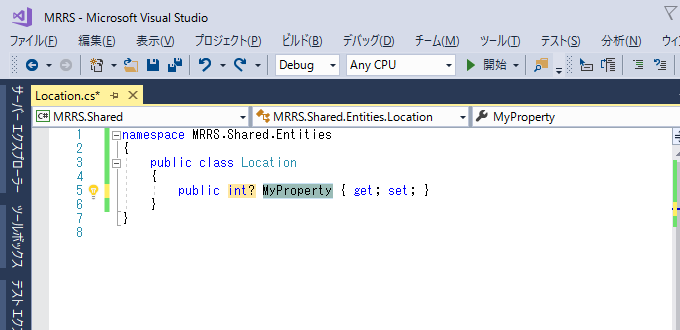 MRRS - Microsoft Visual Studio
ファイル(F) 編集(E) 表示(V) プロジェクト(P) ビルド(B) デバッグ(D) チーム(M) ツール(T) テスト(S) 分析(N) ウィ
Debug Any CPU 開始
サーバー エクスプローラー
ツールボックス
テスト エクス
Location.cs*
C# MRRS.Shared MRRS.Shared.Entities.Location MyProperty
1 namespace MRRS.Shared.Entities
2 {
3 public class Location
4 {
5 public int? MyProperty { get; set; }
6 }
7 }
8